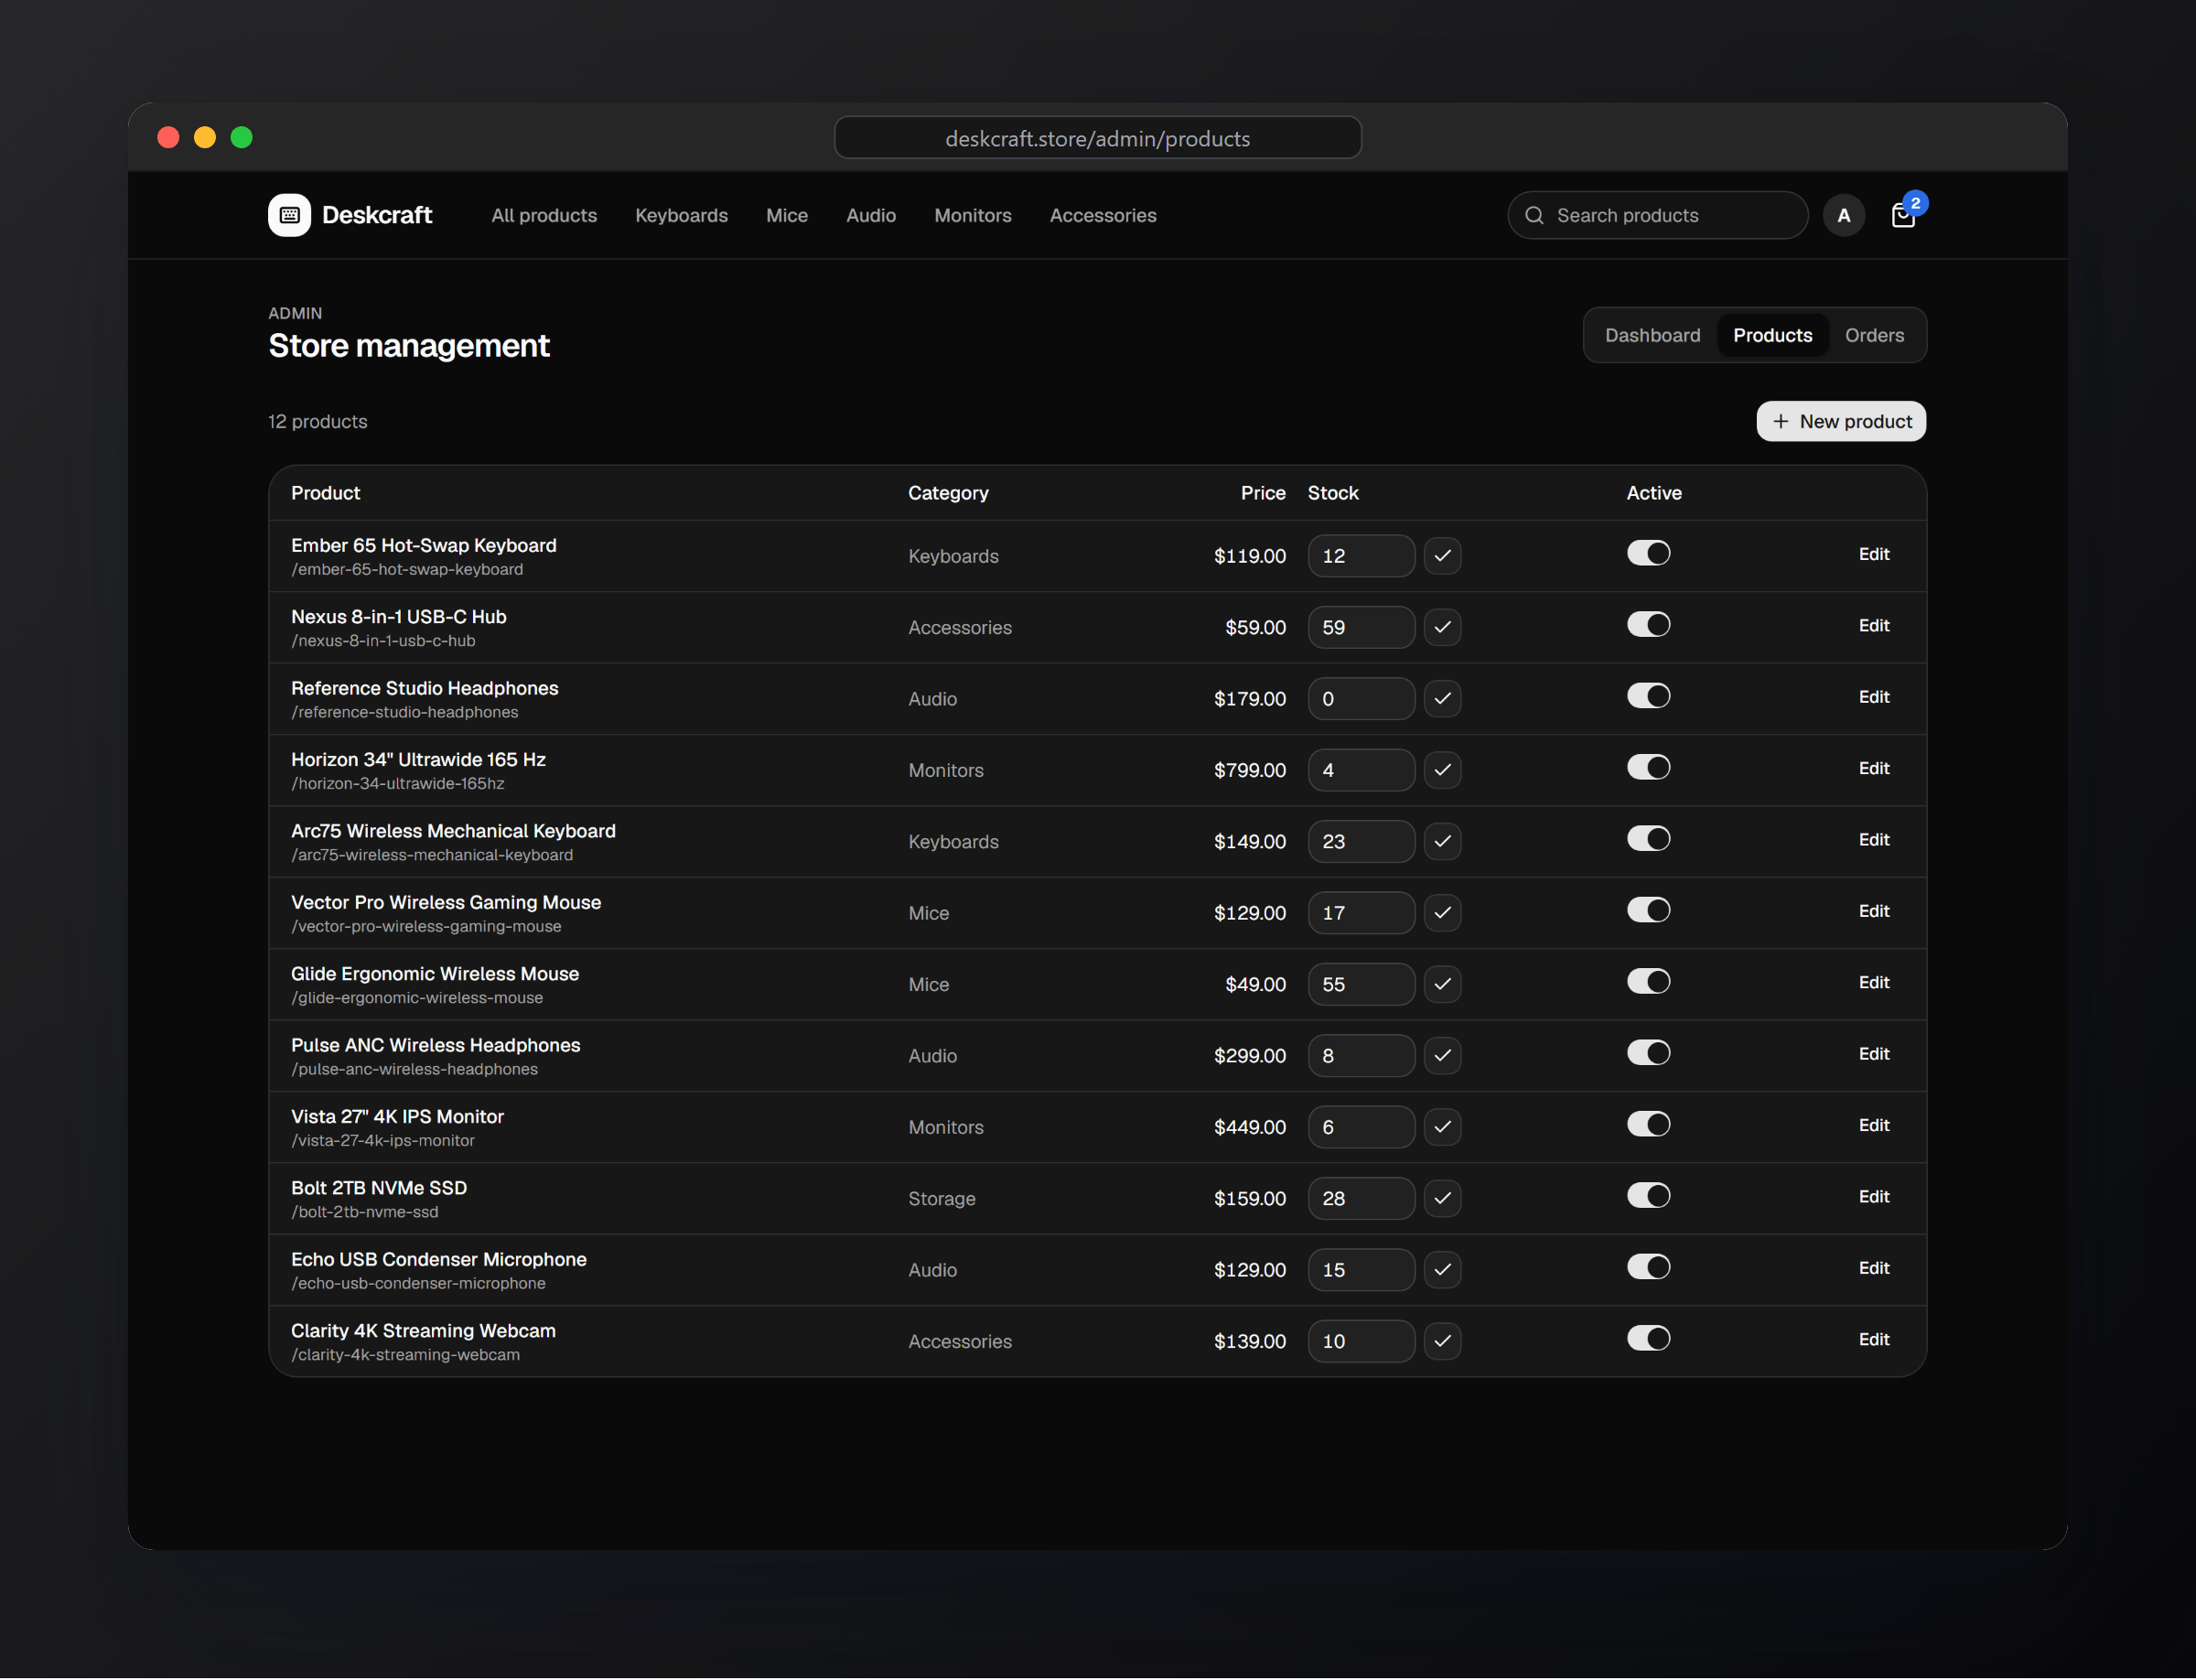 deskcraft.store/admin/products
Deskcraft All products Keyboards Mice Audio Monitors Accessories Search products A 2
ADMIN
Store management
Dashboard Products Orders
12 products
New product
Product Category Price Stock Active
Ember 65 Hot-Swap Keyboard
/ember-65-hot-swap-keyboard
Keyboards $119.00 12 Edit
Nexus 8-in-1 USB-C Hub
/nexus-8-in-1-usb-c-hub
Accessories $59.00 59 Edit
Reference Studio Headphones
/reference-studio-headphones
Audio $179.00 0 Edit
Horizon 34" Ultrawide 165 Hz
/horizon-34-ultrawide-165hz
Monitors $799.00 4 Edit
Arc75 Wireless Mechanical Keyboard
/arc75-wireless-mechanical-keyboard
Keyboards $149.00 23 Edit
Vector Pro Wireless Gaming Mouse
/vector-pro-wireless-gaming-mouse
Mice $129.00 17 Edit
Glide Ergonomic Wireless Mouse
/glide-ergonomic-wireless-mouse
Mice $49.00 55 Edit
Pulse ANC Wireless Headphones
/pulse-anc-wireless-headphones
Audio $299.00 8 Edit
Vista 27" 4K IPS Monitor
/vista-27-4k-ips-monitor
Monitors $449.00 6 Edit
Bolt 2TB NVMe SSD
/bolt-2tb-nvme-ssd
Storage $159.00 28 Edit
Echo USB Condenser Microphone
/echo-usb-condenser-microphone
Audio $129.00 15 Edit
Clarity 4K Streaming Webcam
/clarity-4k-streaming-webcam
Accessories $139.00 10 Edit